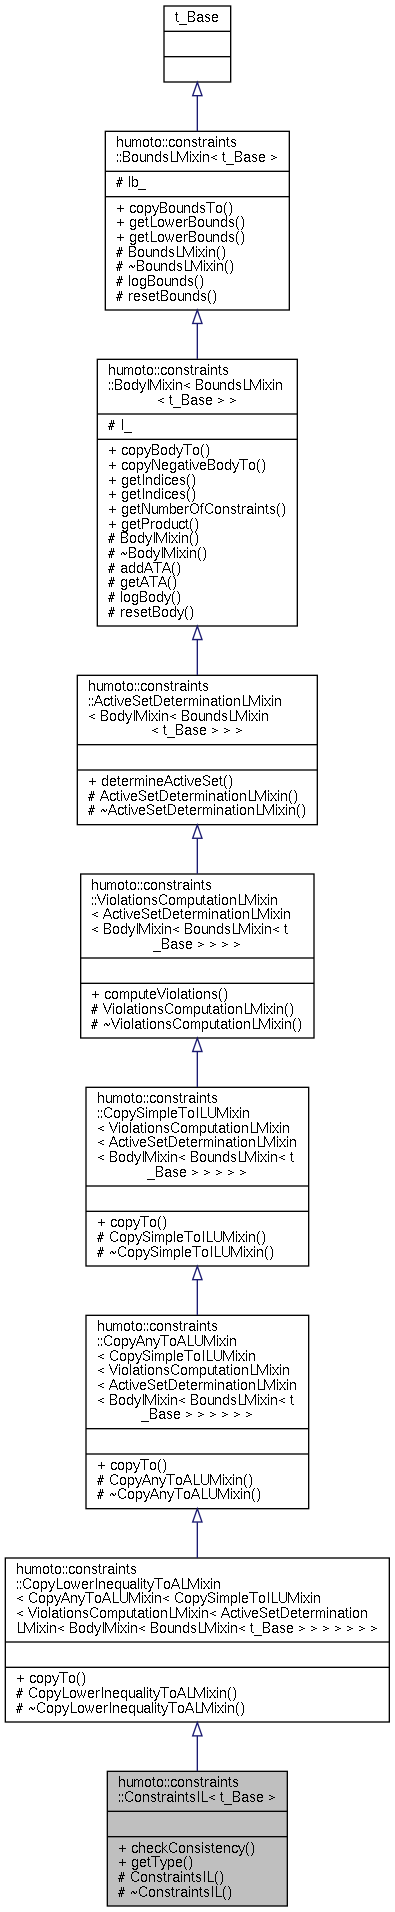 t_Base
humoto::constraints
::BoundsLMixin< t_Base >
# lb_
+ copyBoundsTo()
+ getLowerBounds()
+ getLowerBounds()
# BoundsLMixin()
# ~BoundsLMixin()
# logBounds()
# resetBounds()
humoto::constraints
::BodyIMixin< BoundsLMixin
< t_Base > >
# I_
+ copyBodyTo()
+ copyNegativeBodyTo()
+ getIndices()
+ getIndices()
+ getNumberOfConstraints()
+ getProduct()
# BodyIMixin()
# ~BodyIMixin()
# addATA()
# getATA()
# logBody()
# resetBody()
humoto::constraints
::ActiveSetDeterminationLMixin
< BodyIMixin< BoundsLMixin
< t_Base > > >
+ determineActiveSet()
# ActiveSetDeterminationLMixin()
# ~ActiveSetDeterminationLMixin()
humoto::constraints
::ViolationsComputationLMixin
< ActiveSetDeterminationLMixin
< BodyIMixin< BoundsLMixin< t
_Base > > > >
+ computeViolations()
# ViolationsComputationLMixin()
# ~ViolationsComputationLMixin()
humoto::constraints
::CopySimpleToILUMixin
< ViolationsComputationLMixin
< ActiveSetDeterminationLMixin
< BodyIMixin< BoundsLMixin< t
_Base > > > > >
+ copyTo()
# CopySimpleToILUMixin()
# ~CopySimpleToILUMixin()
humoto::constraints
::CopyAnyToALUMixin
< CopySimpleToILUMixin
< ViolationsComputationLMixin
< ActiveSetDeterminationLMixin
< BodyIMixin< BoundsLMixin< t
_Base > > > > > >
+ copyTo()
# CopyAnyToALUMixin()
# ~CopyAnyToALUMixin()
humoto::constraints
::CopyLowerInequalityToALMixin
< CopyAnyToALUMixin< CopySimpleToILUMixin
< ViolationsComputationLMixin< ActiveSetDetermination
LMixin< BodyIMixin< BoundsLMixin< t_Base > > > > > > >
+ copyTo()
# CopyLowerInequalityToALMixin()
# ~CopyLowerInequalityToALMixin()
humoto::constraints
::ConstraintsIL< t_Base >
+ checkConsistency()
+ getType()
# ConstraintsIL()
# ~ConstraintsIL()